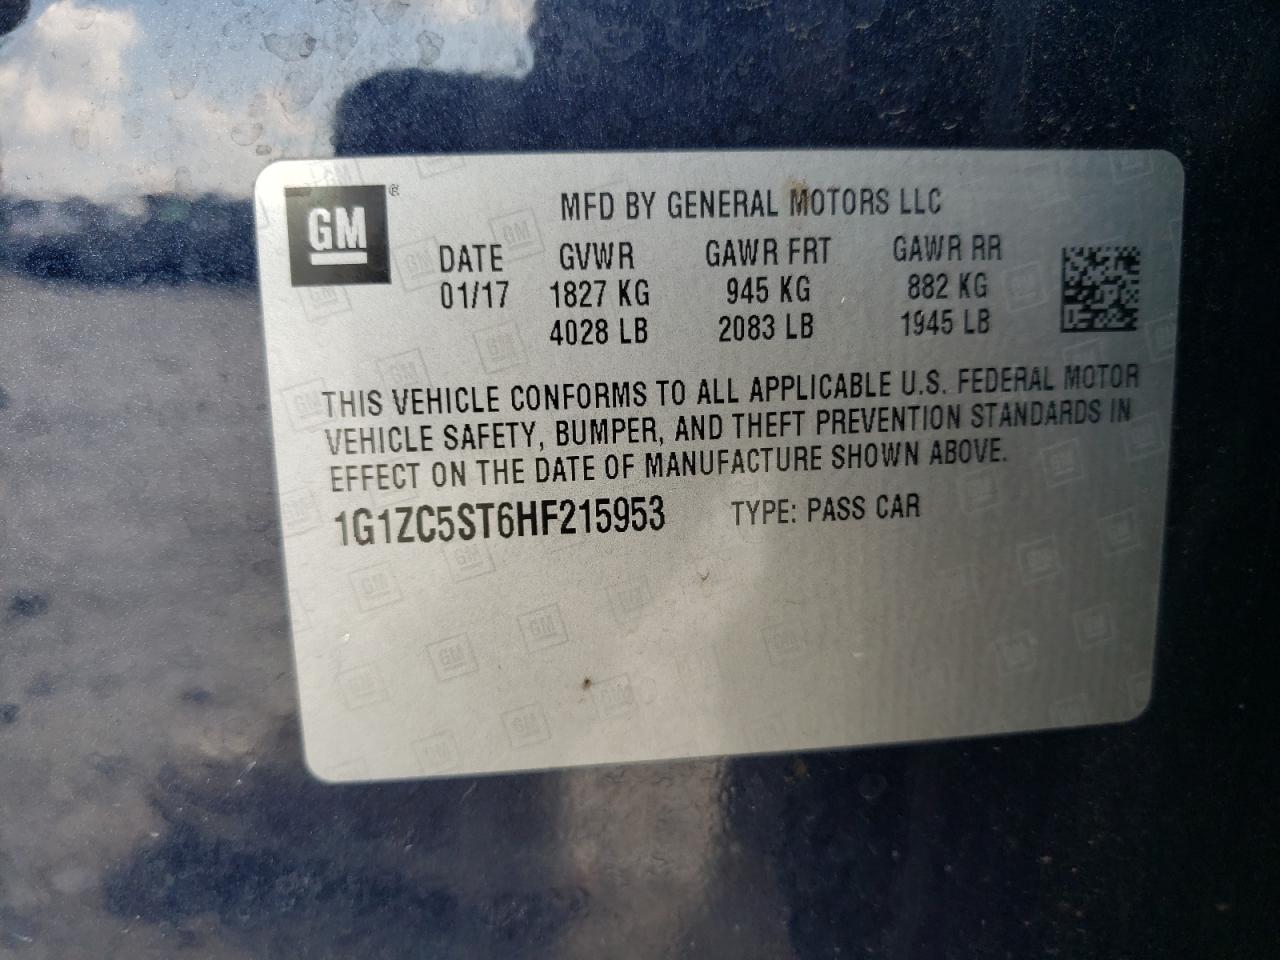 GM ®
MFD BY GENERAL MOTORS LLC
DATE GVWR GAWR FRT GAWR RR
01/17 1827 KG 945 KG 882 KG
4028 LB 2083 LB 1945 LB
THIS VEHICLE CONFORMS TO ALL APPLICABLE U.S. FEDERAL MOTOR
VEHICLE SAFETY, BUMPER, AND THEFT PREVENTION STANDARDS IN
EFFECT ON THE DATE OF MANUFACTURE SHOWN ABOVE.
1G1ZC5ST6HF215953 TYPE: PASS CAR